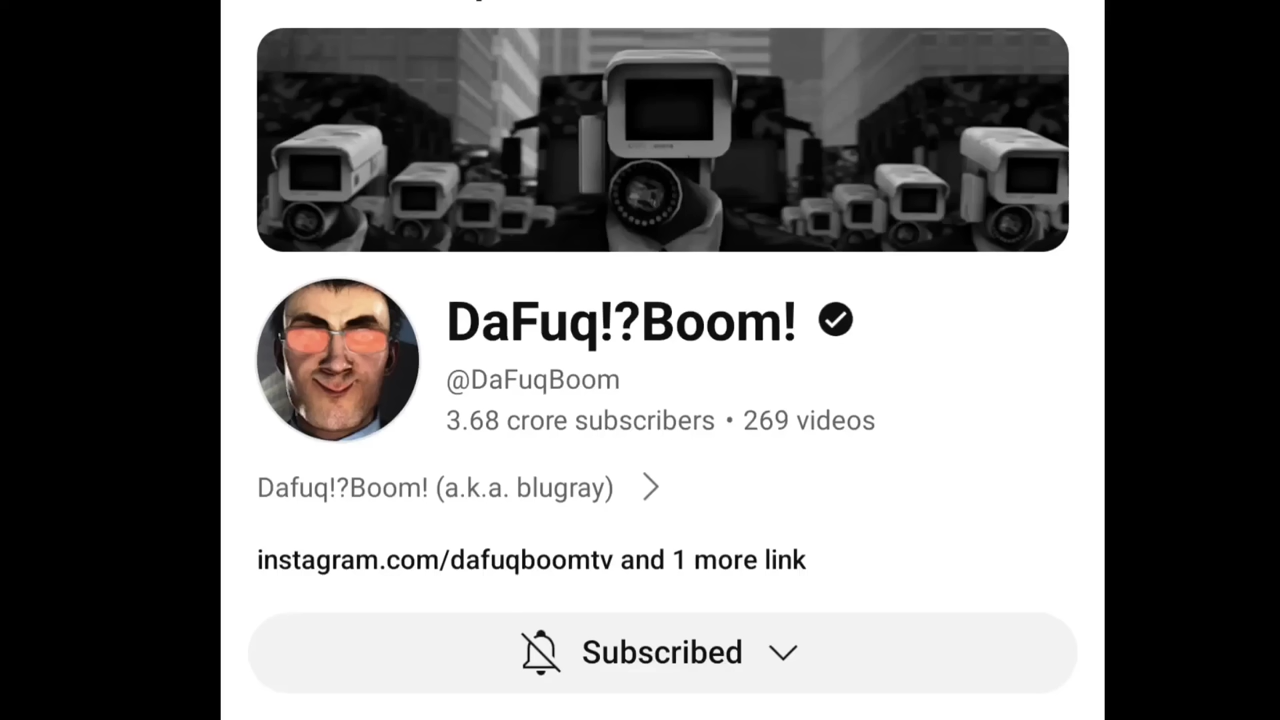 DaFuq!?Boom!
@DaFuqBoom
3.68 crore subscribers • 269 videos
Dafuq!?Boom! (a.k.a. blugray)
instagram.com/dafuqboomtv and 1 more link
Subscribed